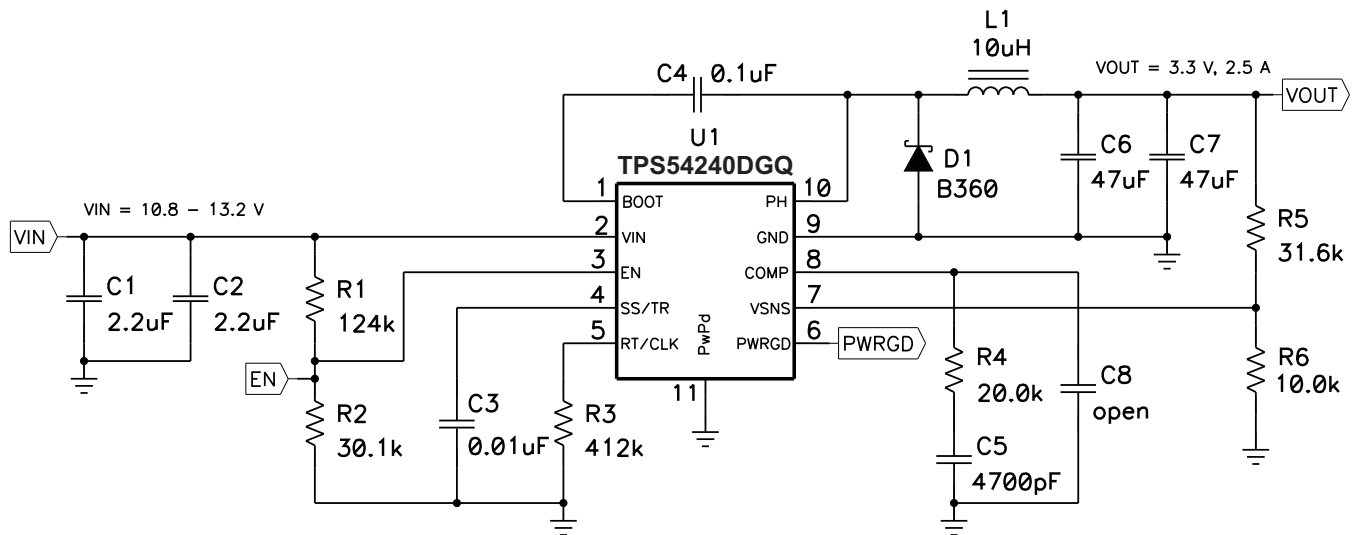 L1
10uH
C4 0.1uF
VOUT = 3.3 V, 2.5 A
VOUT
U1
TPS54240DGQ
C6
47uF
C7
47uF
D1
B360
1
BOOT
PH
10
VIN = 10.8 – 13.2 V
VIN
2
VIN
GND
9
R5
31.6k
3
EN
COMP
8
C1
2.2uF
C2
2.2uF
R1
124k
4
SS/TR
VSNS
7
5
RT/CLK
PwPd
PWRGD
6
PWRGD
EN
11
R4
20.0k
C8
open
R6
10.0k
R2
30.1k
C3
0.01uF
R3
412k
C5
4700pF